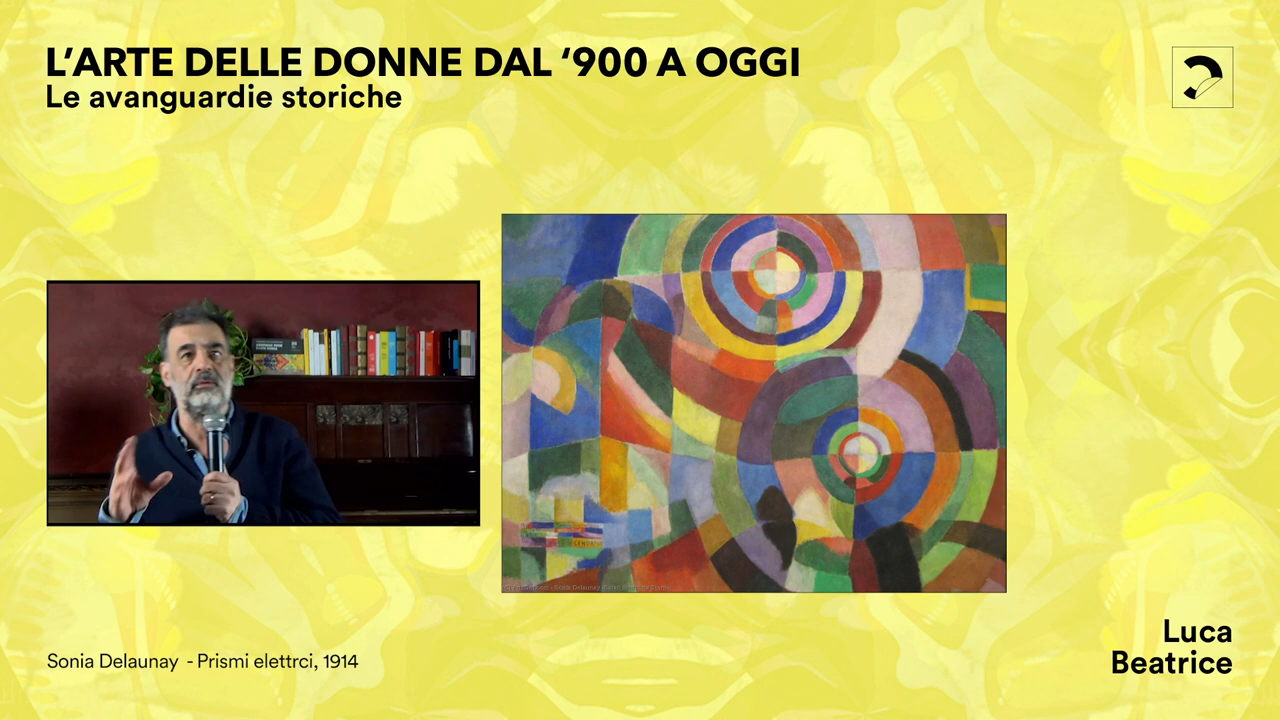 L'ARTE DELLE DONNE DAL ‘900 A OGGI
Le avanguardie storiche
Sonia Delaunay - Prismi elettrci, 1914
Luca
Beatrice